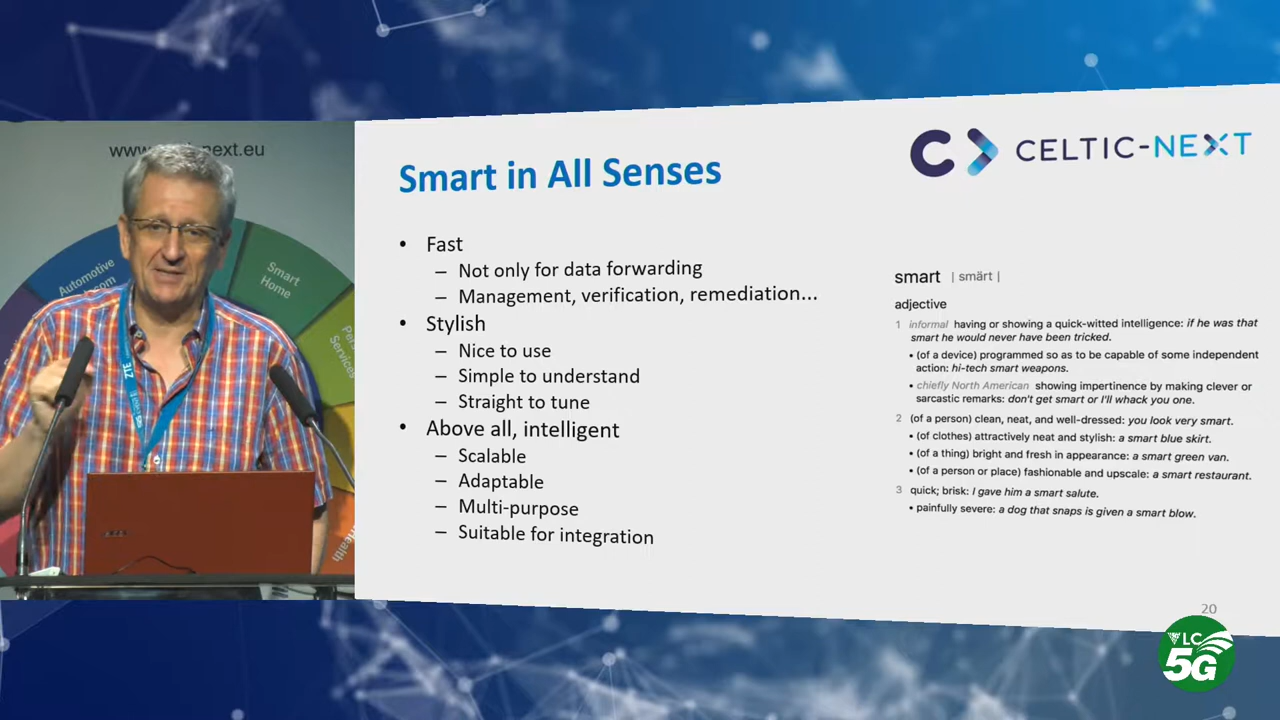 Smart in All Senses
CELTIC-NEXT
• Fast
– Not only for data forwarding
– Management, verification, remediation...
• Stylish
– Nice to use
– Simple to understand
– Straight to tune
• Above all, intelligent
– Scalable
– Adaptable
– Multi-purpose
– Suitable for integration
smart | smärt |
adjective
1 informal having or showing a quick-witted intelligence: if he was that
smart he would never have been tricked.
• (of a device) programmed so as to be capable of some independent
action: hi-tech smart weapons.
• chiefly North American showing impertinence by making clever or
sarcastic remarks: don't get smart or I'll whack you one.
2 (of a person) clean, neat, and well-dressed: you look very smart.
• (of clothes) attractively neat and stylish: a smart blue skirt.
• (of a thing) bright and fresh in appearance: a smart green van.
• (of a person or place) fashionable and upscale: a smart restaurant.
3 quick; brisk: I gave him a smart salute.
• painfully severe: a dog that snaps is given a smart blow.
20
VLC
5G
Automotive
Smart
Home
Services
Health
ZTE
acer